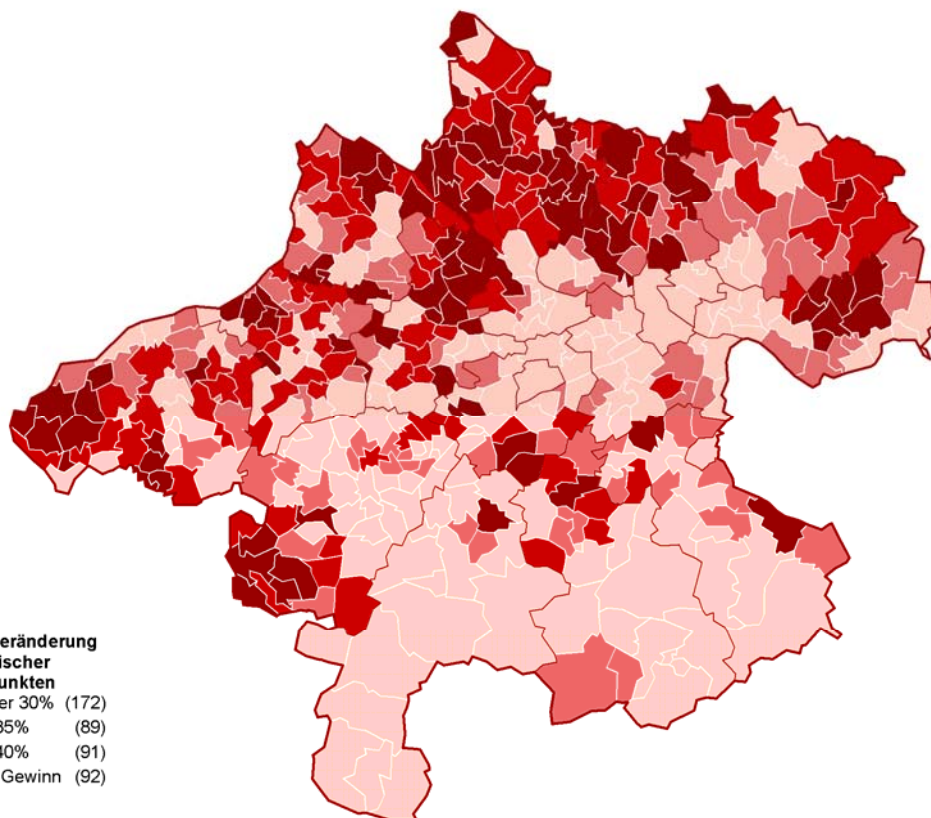 eränderung
ischer
unkten
er 30% (172)
35% (89)
40% (91)
Gewinn (92)